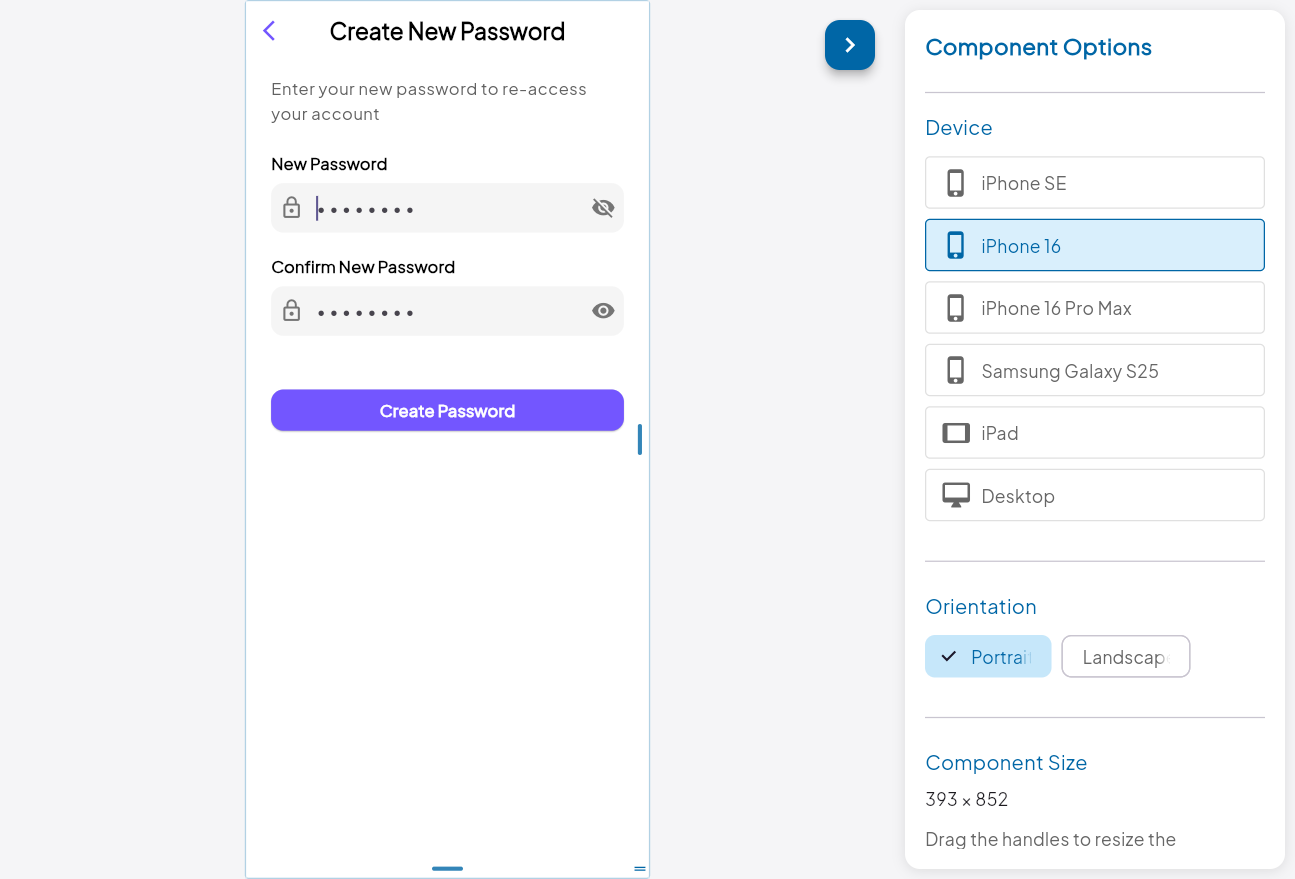 Create New Password
Enter your new password to re-access
your account
New Password
••••••••
Confirm New Password
••••••••
Create Password
Component Options
Device
iPhone SE
iPhone 16
iPhone 16 Pro Max
Samsung Galaxy S25
iPad
Desktop
Orientation
Portrait
Landscap
Component Size
393 × 852
Drag the handles to resize the